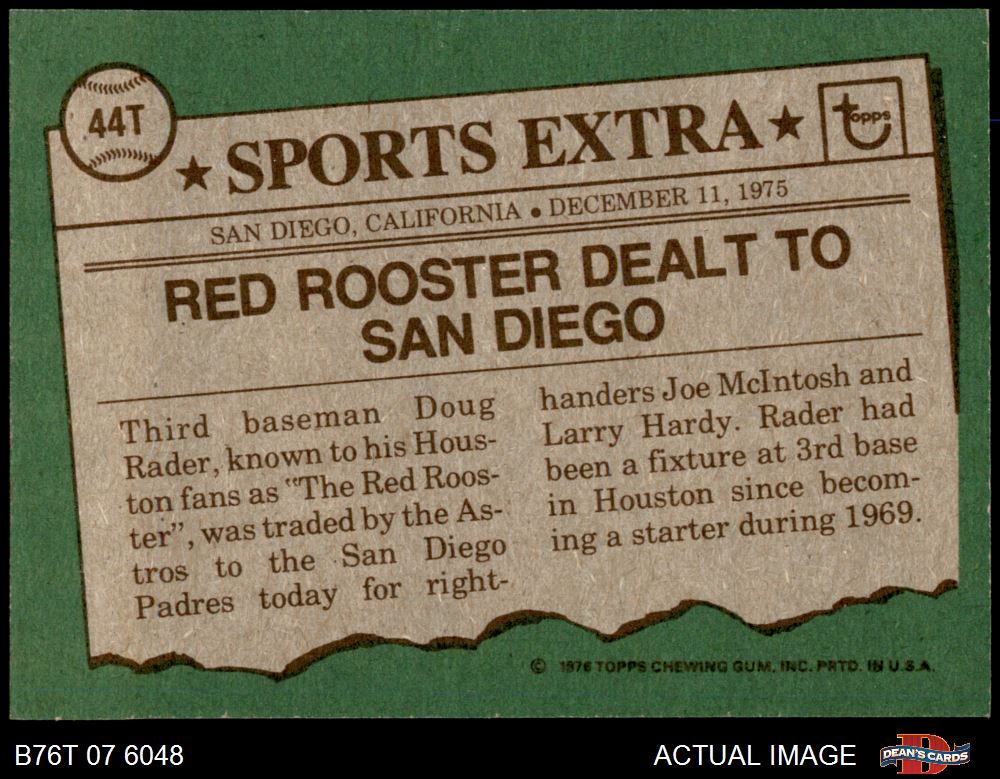 44T
★ SPORTS EXTRA ★
topps
SAN DIEGO, CALIFORNIA • DECEMBER 11, 1975
RED ROOSTER DEALT TO
SAN DIEGO
Third baseman Doug
Rader, known to his Hous-
ton fans as "The Red Roos-
ter", was traded by the As-
tros to the San Diego
Padres today for right-
handers Joe McIntosh and
Larry Hardy. Rader had
been a fixture at 3rd base
in Houston since becom-
ing a starter during 1969.
© 1976 TOPPS CHEWING GUM, INC. PRTD. IN U.S.A.
B76T 07 6048
ACTUAL IMAGE
DEAN'S CARDS